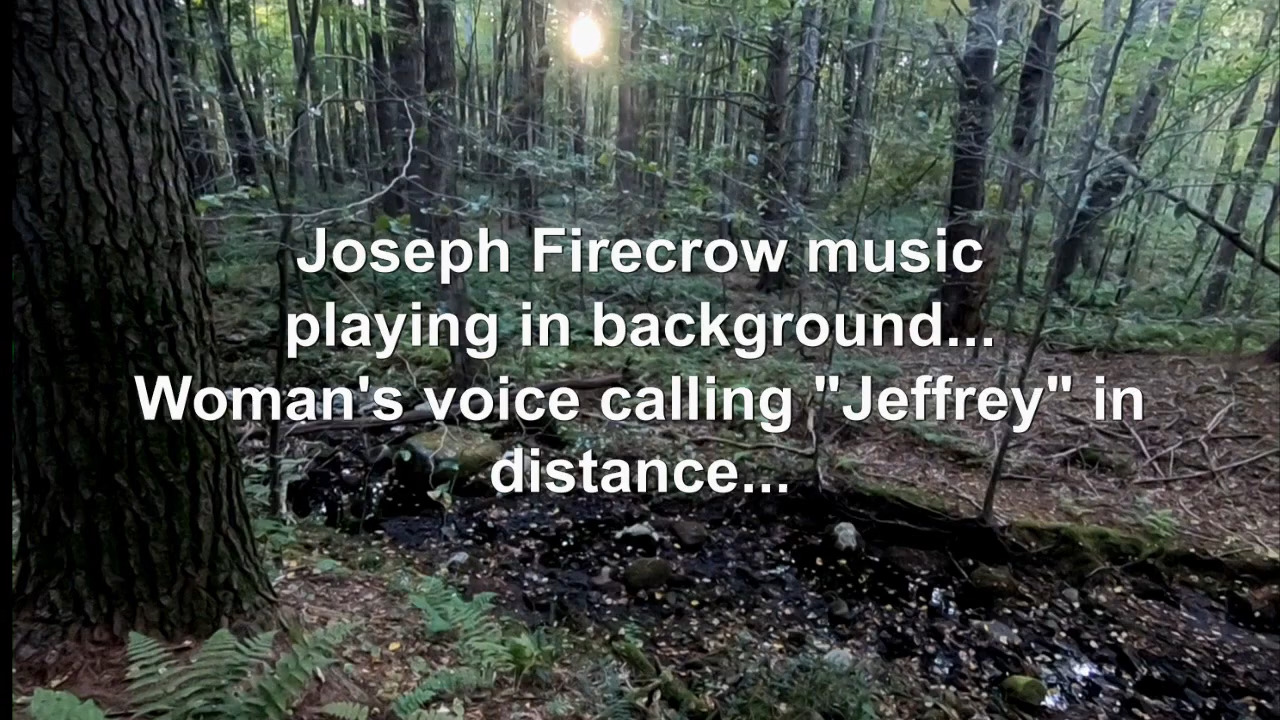 Joseph Firecrow music
playing in background...
Woman's voice calling "Jeffrey" in
distance...